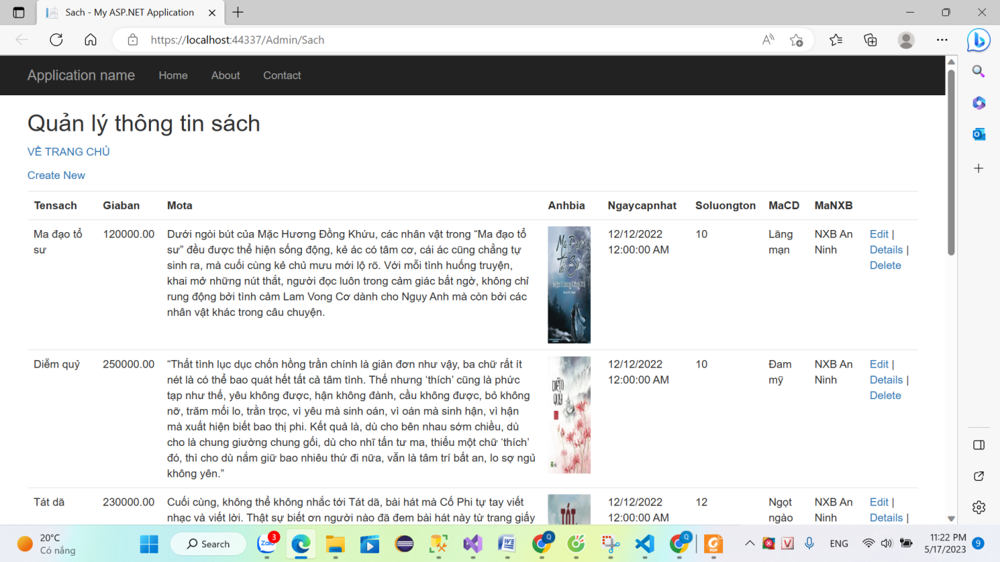 Sach - My ASP.NET Application
https://localhost:44337/Admin/Sach
Application name Home About Contact
Quản lý thông tin sách
VỀ TRANG CHỦ
Create New
Tensach Giaban Mota Anhbia Ngaycapnhat Soluongton MaCD MaNXB
Ma đạo tổ 120000.00 Dưới ngòi bút của Mặc Hương Đồng Khứu, các nhân vật trong “Ma đạo tổ 12/12/2022 10 Lãng NXB An Edit |
sư sư” đều được thể hiện sống động, kẻ ác có tâm cơ, cái ác cũng chẳng tự 12:00:00 AM mạn Ninh Details |
sinh ra, mà cuối cùng kẻ chủ mưu mới lộ rõ. Với mỗi tình huống truyện, Delete
khai mở những nút thắt, người đọc luôn trong cảm giác bất ngờ, không chỉ
rung động bởi tình cảm Lam Vong Cơ dành cho Ngụy Anh mà còn bởi các
nhân vật khác trong câu chuyện.
Ma Đạo
Tổ Sư
Diễm quỷ 250000.00 “Thất tình lục dục chốn hồng trần chính là giản đơn như vậy, ba chữ rất ít 12/12/2022 10 Đam NXB An Edit |
nét là có thể bao quát hết tất cả tâm tình. Thế nhưng ‘thích’ cũng là phức 12:00:00 AM mỹ Ninh Details |
tạp như thế, yêu không được, hận không đành, cầu không được, bỏ không Delete
nỡ, trăm mối lo, trằn trọc, vì yêu mà sinh oán, vì oán mà sinh hận, vì hận
mà xuất hiện biết bao thị phi. Kết quả là, dù cho bên nhau sớm chiều, dù
cho là chung giường chung gối, dù cho nhĩ tấn tư ma, thiếu một chữ ‘thích’
đó, thì cho dù nắm giữ bao nhiêu thứ đi nữa, vẫn là tâm trí bất an, lo sợ ngủ
không yên.”
DIỄM
QUỶ
Tát dã 230000.00 Cuối cùng, không thể không nhắc tới Tát dã, bài hát mà Cố Phi tự tay viết 12/12/2022 12 Ngọt NXB An Edit |
nhạc và viết lời. Thật sự biết ơn người nào đã đem bài hát này từ trang giấy 12:00:00 AM ngào Ninh Details |
TÁT
20°C
Có nắng
Search
Zalo 3
ENG
11:22 PM
5/17/2023
9